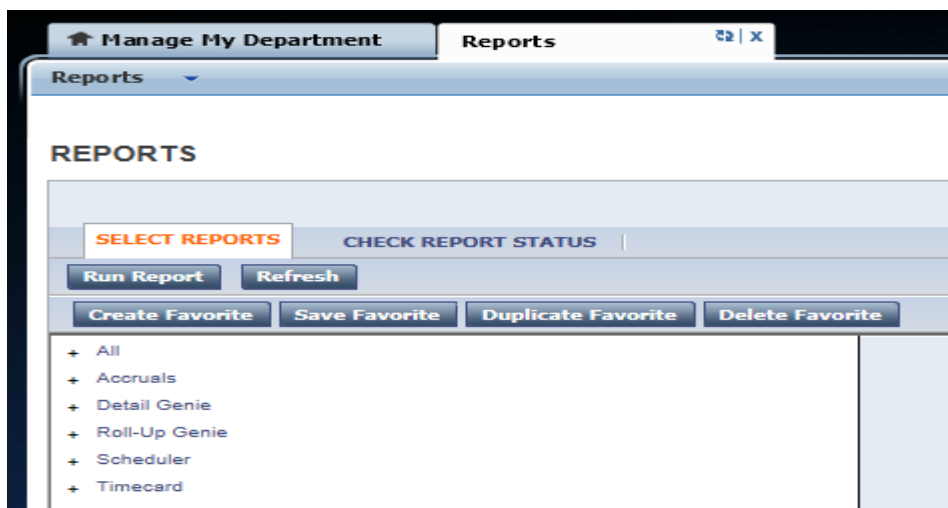 Manage My Department Reports X
Reports
REPORTS
SELECT REPORTS CHECK REPORT STATUS
Run Report Refresh
Create Favorite Save Favorite Duplicate Favorite Delete Favorite
+ All
+ Accruals
+ Detail Genie
+ Roll-Up Genie
+ Scheduler
+ Timecard